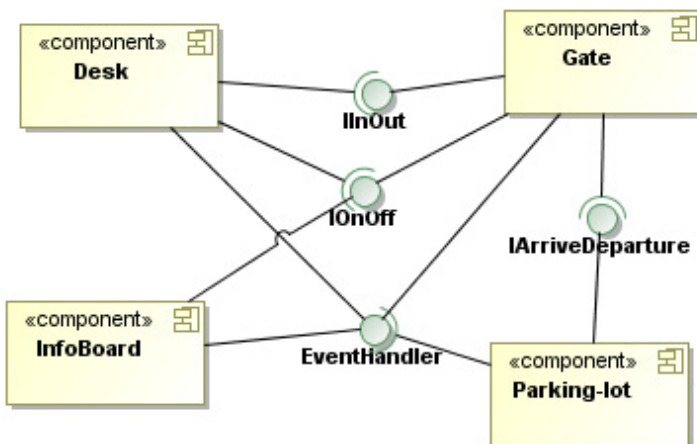 «component»
Desk
«component»
Gate
IInOut
IOnOff
IArriveDeparture
«component»
InfoBoard
EventHandler
«component»
Parking-lot